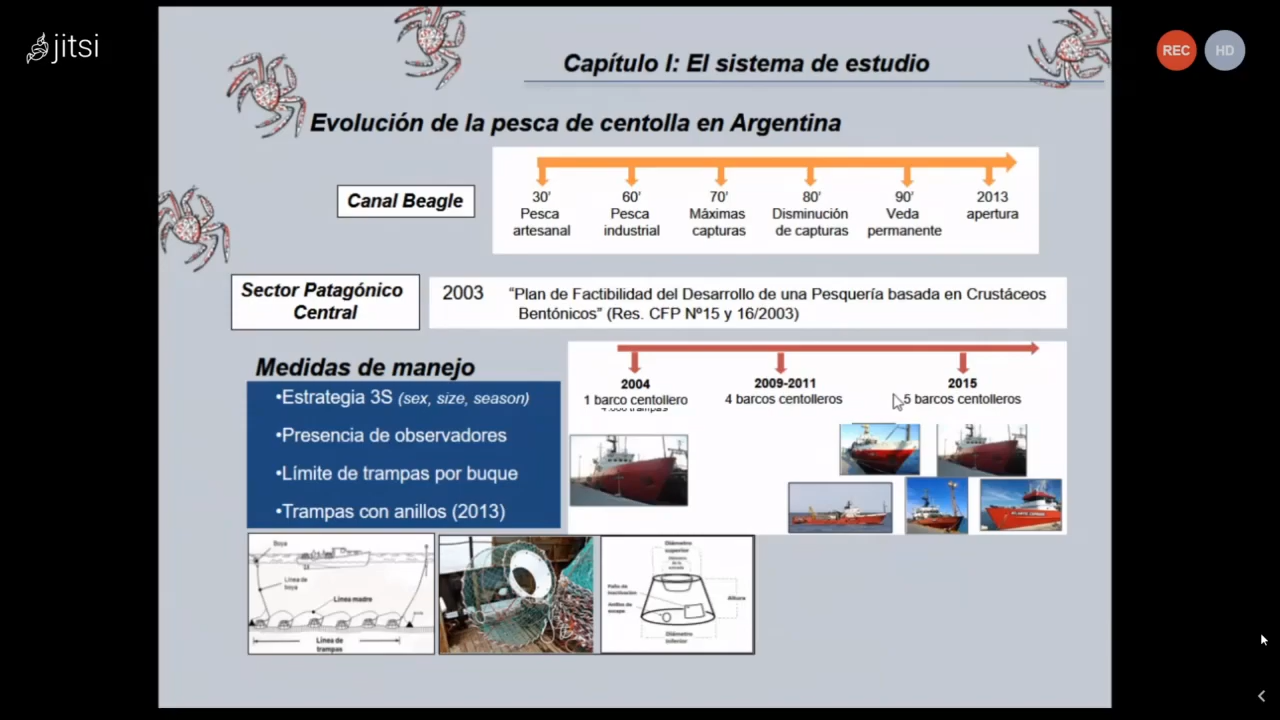 jitsi
REC
HD
Capítulo I: El sistema de estudio
Evolución de la pesca de centolla en Argentina
Canal Beagle
30'
Pesca
artesanal
60'
Pesca
industrial
70'
Máximas
capturas
80'
Disminución
de capturas
90'
Veda
permanente
2013
apertura
Sector Patagónico
Central
2003
“Plan de Factibilidad del Desarrollo de una Pesquería basada en Crustáceos
Bentónicos” (Res. CFP Nº15 y 16/2003)
Medidas de manejo
•Estrategia 3S (sex, size, season)
•Presencia de observadores
•Límite de trampas por buque
•Trampas con anillos (2013)
2004
1 barco centollero
2009-2011
4 barcos centolleros
2015
5 barcos centolleros
Boya
Línea de
boya
Línea madre
Línea de
trampas
Diámetro
superior
Altura
Diámetro
inferior